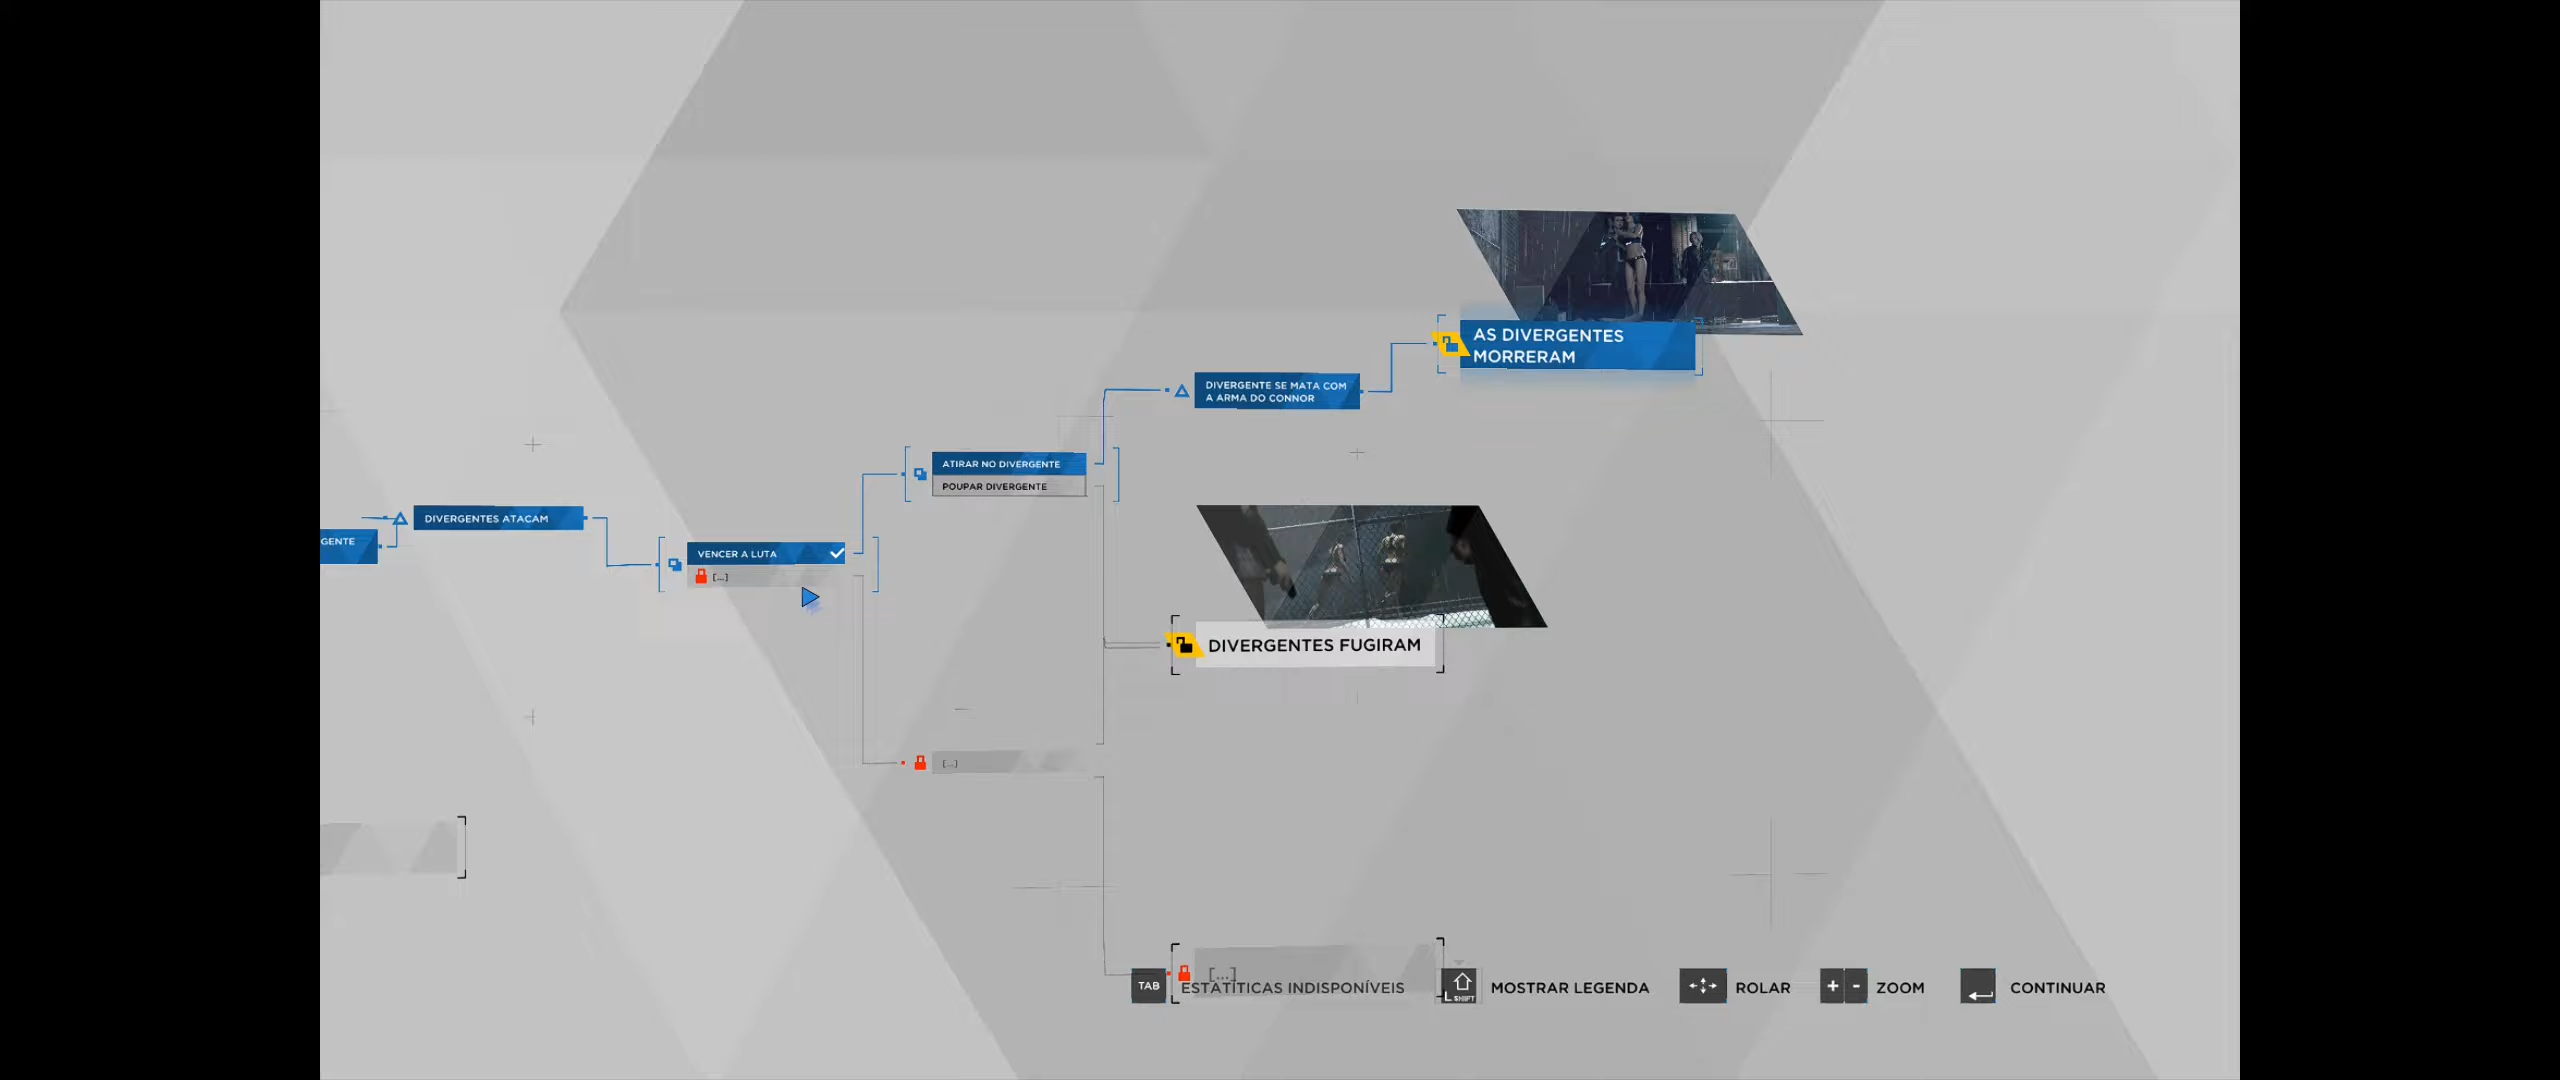 AS DIVERGENTES
MORRERAM
DIVERGENTE SE MATA COM
A ARMA DO CONNOR
ATIRAR NO DIVERGENTE
POUPAR DIVERGENTE
DIVERGENTES ATACAM
GENTE
VENCER A LUTA
[...]
DIVERGENTES FUGIRAM
[...]
[...]
TAB ESTATÍTICAS INDISPONÍVEIS L SHIFT MOSTRAR LEGENDA ROLAR + - ZOOM CONTINUAR